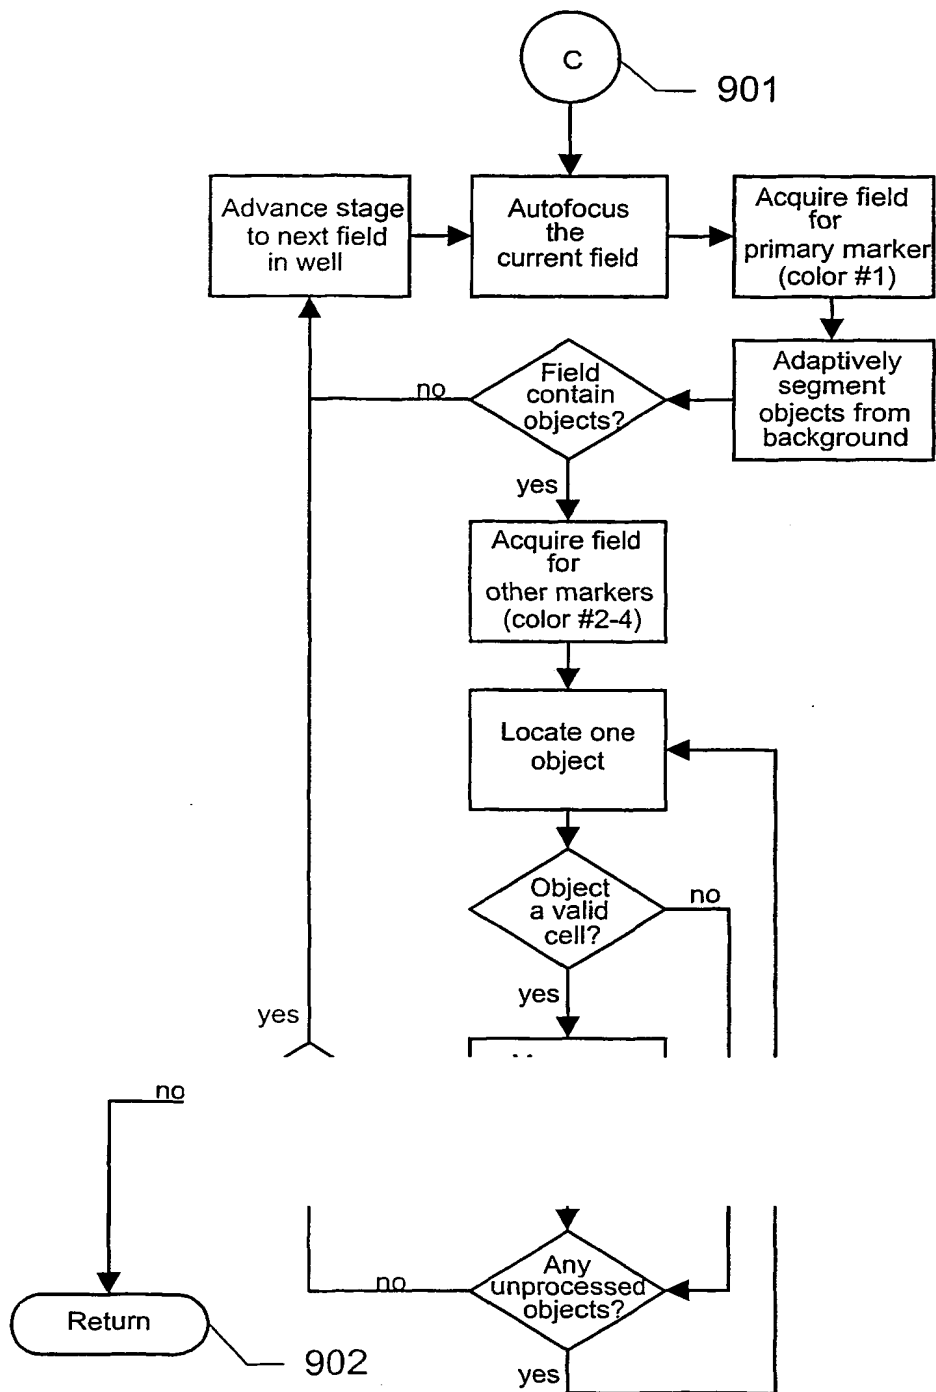 C
901
Advance stage
to next field
in well
Autofocus
the
current field
Acquire field
for
primary marker
(color #1)
Adaptively
segment
objects from
background
Field
contain
objects?
no
yes
Acquire field
for
other markers
(color #2-4)
Locate one
object
Object
a valid
cell?
no
yes
yes
no
Any
unprocessed
objects?
no
yes
Return
902